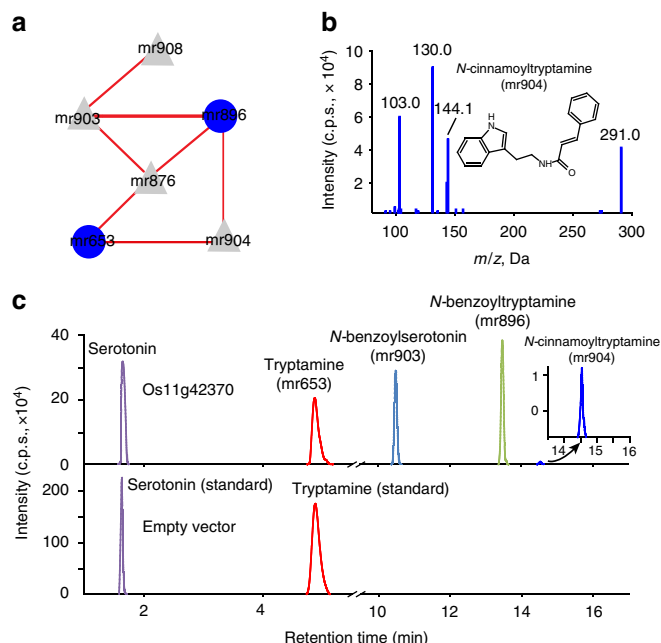 a
mr908
mr903
mr896
mr876
mr653
mr904
b
Intensity (c.p.s., × 10⁴)
10
8
6
4
2
130.0
103.0
144.1
291.0
N-cinnamoyltryptamine
(mr904)
H
N
NH
O
80 150 200 250 300
m/z, Da
c
Intensity (c.p.s., ×10⁴)
40
20
0
Serotonin
Os11g42370
Tryptamine
(mr653)
N-benzoylserotonin
(mr903)
N-benzoyltryptamine
(mr896)
N-cinnamoyltryptamine
(mr904)
1
0
14 15 16
200
100
0
Serotonin (standard)
Tryptamine (standard)
Empty vector
2 4 10 12 14 16
Retention time (min)